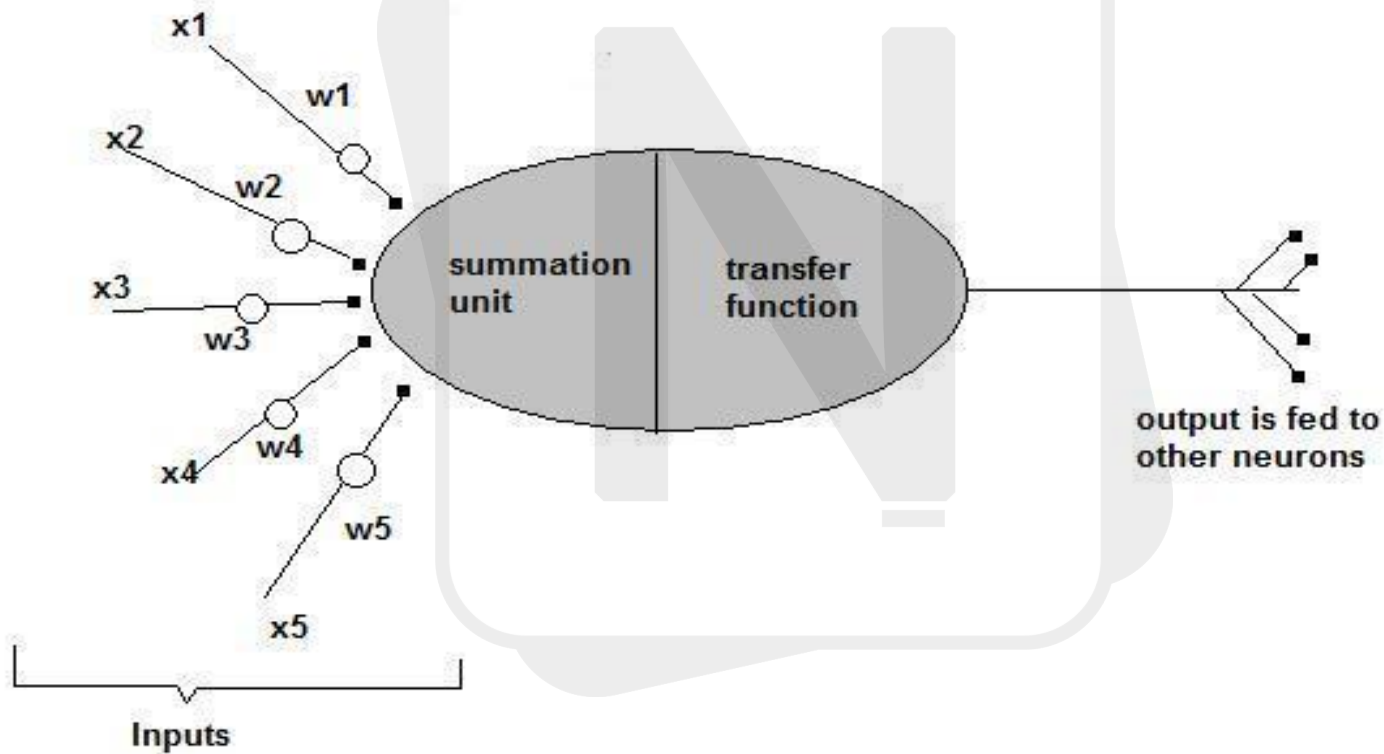 x1
w1
x2
w2
x3
w3
x4
w4
x5
w5
Inputs
summation
unit
transfer
function
output is fed to
other neurons